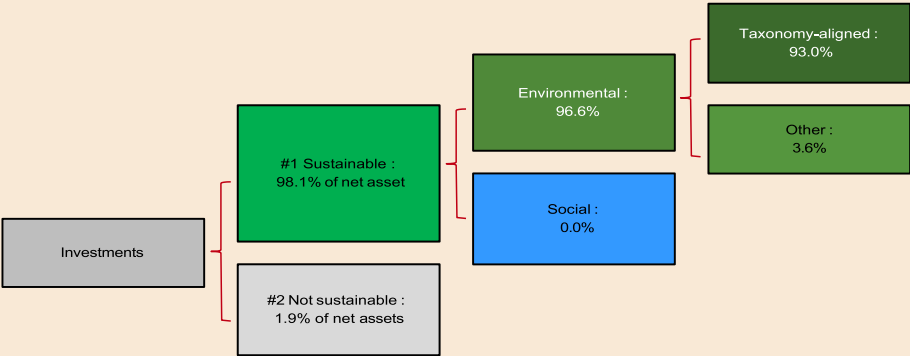 Investments
#1 Sustainable :
98.1% of net asset
#2 Not sustainable :
1.9% of net assets
Environmental :
96.6%
Social :
0.0%
Taxonomy-aligned :
93.0%
Other :
3.6%